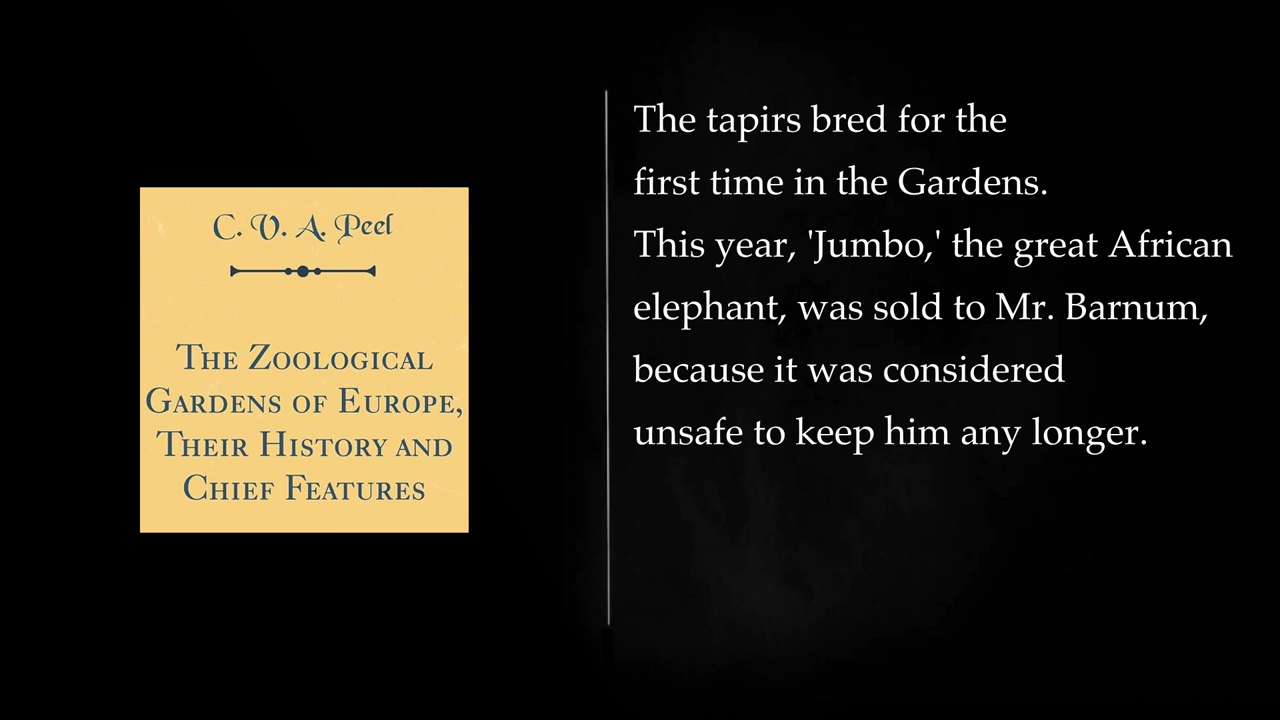 C. V. A. Peel
The Zoological
Gardens of Europe,
Their History and
Chief Features
The tapirs bred for the
first time in the Gardens.
This year, 'Jumbo,' the great African
elephant, was sold to Mr. Barnum,
because it was considered
unsafe to keep him any longer.